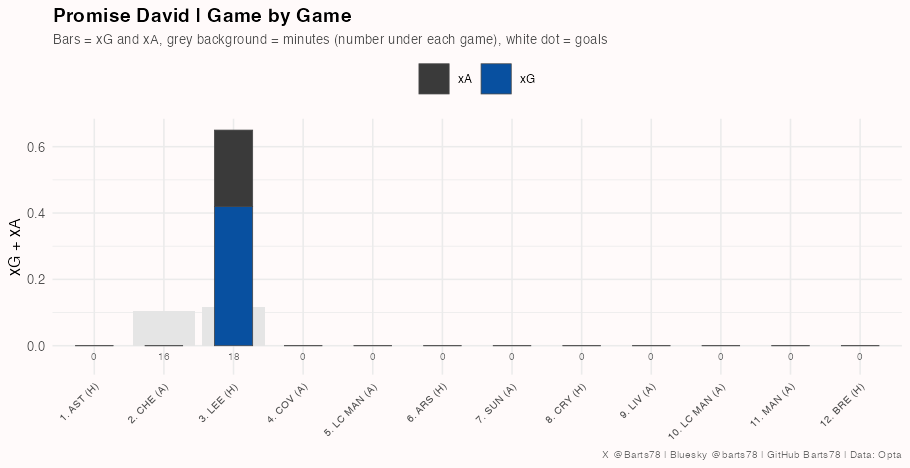 Promise David | Game by Game
Bars = xG and xA, grey background = minutes (number under each game), white dot = goals
xA xG
xG + xA
0.6
0.4
0.2
0.0
0 16 18 0 0 0 0 0 0 0 0 0
1. AST (H)
2. CHE (A)
3. LEE (H)
4. COV (A)
5. LC MAN (A)
6. ARS (H)
7. SUN (A)
8. CRY (H)
9. LIV (A)
10. LC MAN (A)
11. MAN (A)
12. BRE (H)
X @Barts78 | Bluesky @barts78 | GitHub Barts78 | Data: Opta